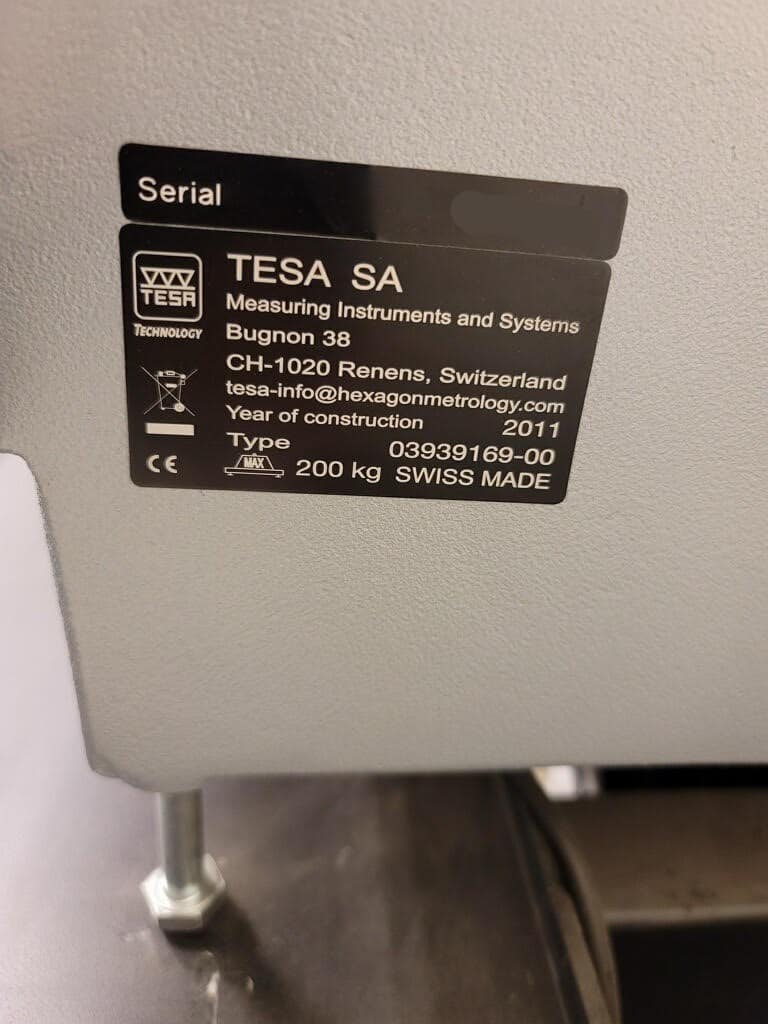 Serial
TESA
TECHNOLOGY
TESA SA
Measuring Instruments and Systems
Bugnon 38
CH-1020 Renens, Switzerland
tesa-info@hexagonmetrology.com
Year of construction 2011
Type 03939169-00
MAX 200 kg SWISS MADE
CE